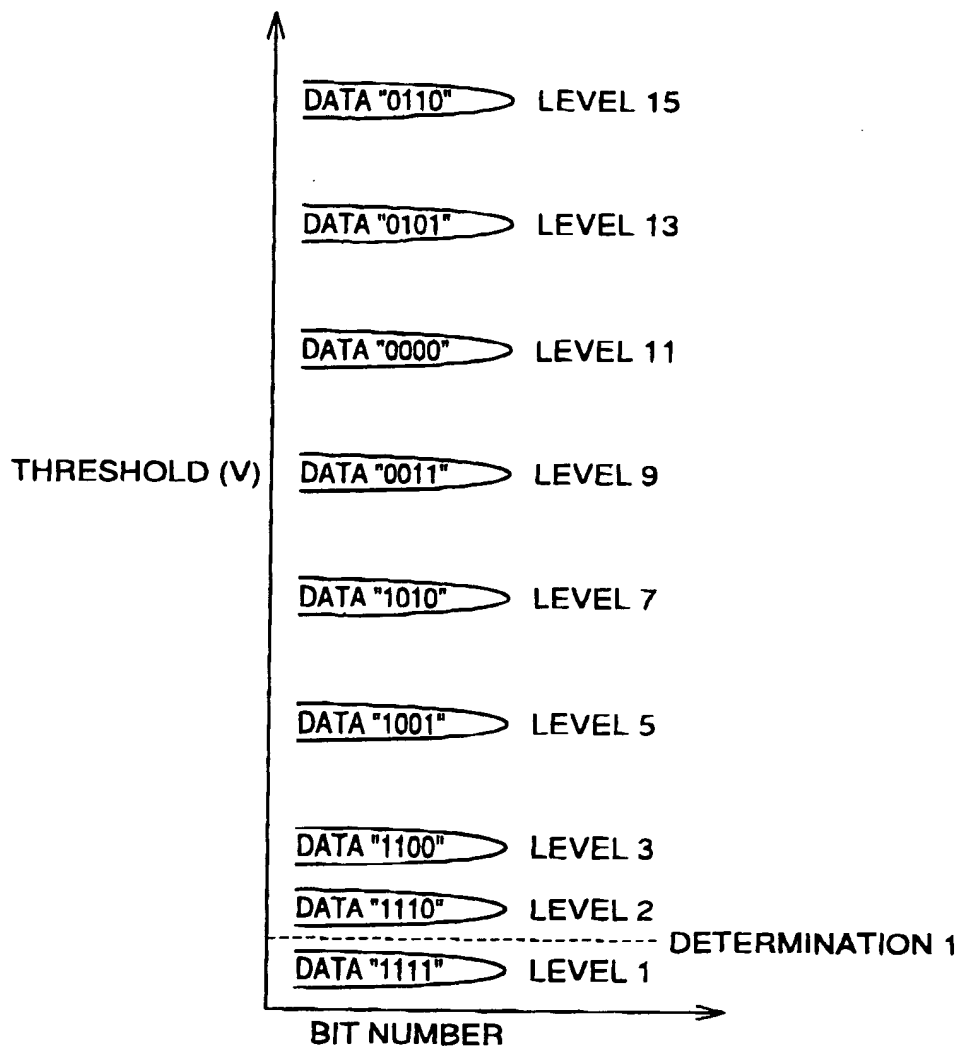 DATA "0110" LEVEL 15
DATA "0101" LEVEL 13
DATA "0000" LEVEL 11
THRESHOLD (V) DATA "0011" LEVEL 9
DATA "1010" LEVEL 7
DATA "1001" LEVEL 5
DATA "1100" LEVEL 3
DATA "1110" LEVEL 2
DETERMINATION 1
DATA "1111" LEVEL 1
BIT NUMBER